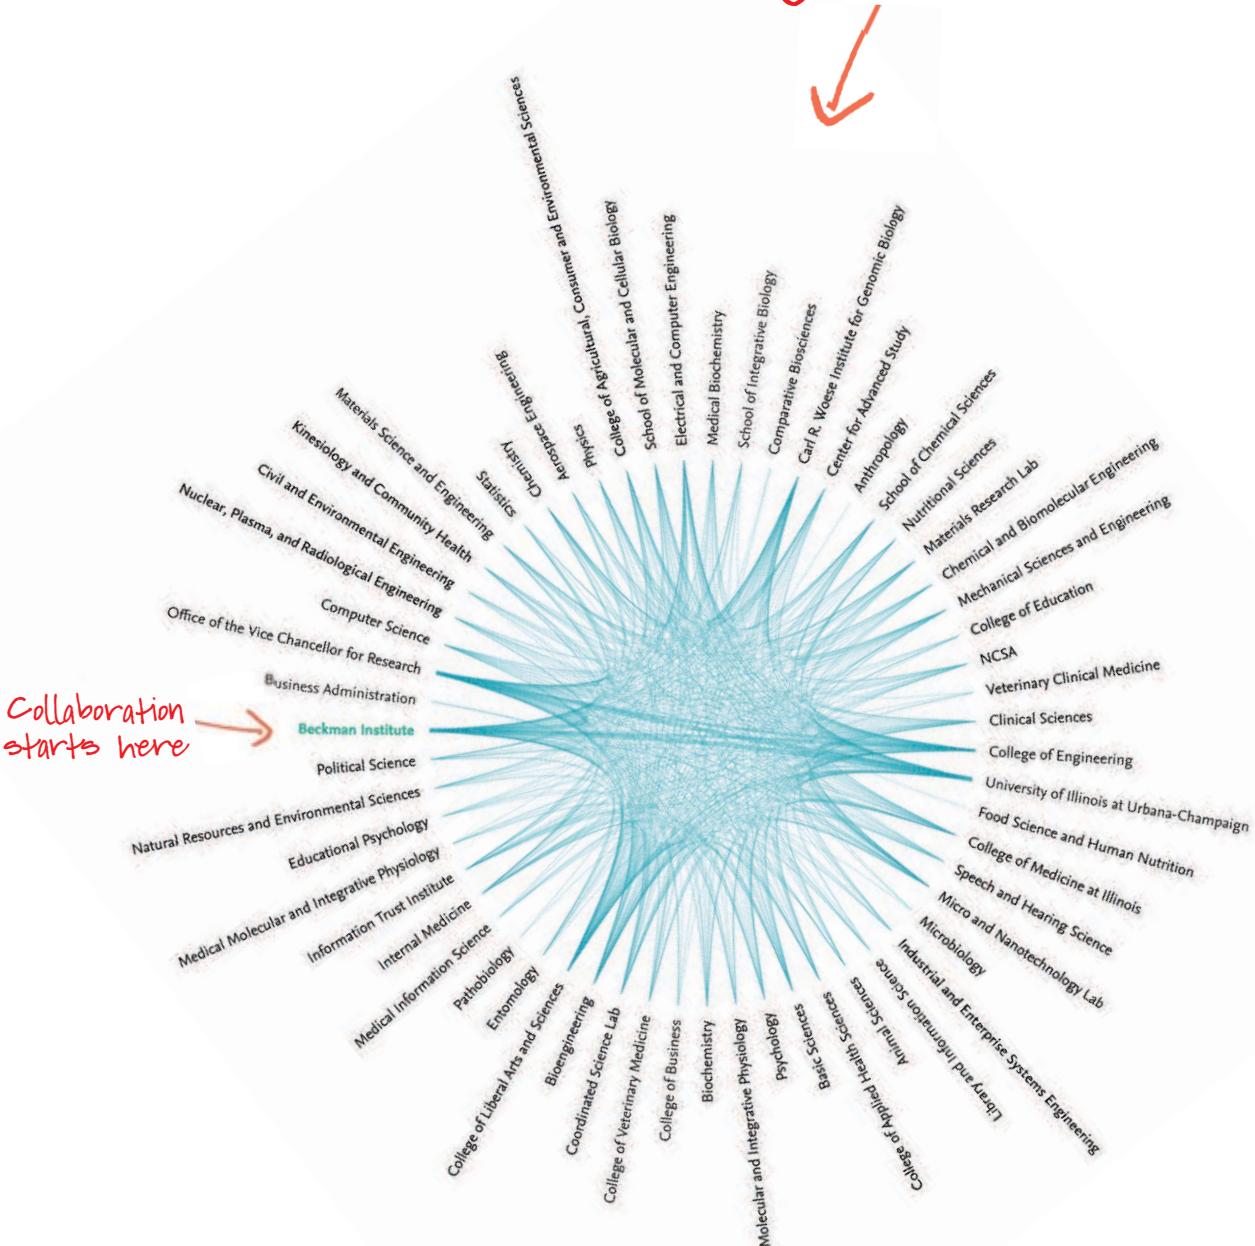 College of Agricultural, Consumer and Environmental Sciences
School of Molecular and Cellular Biology
Electrical and Computer Engineering
Medical Biochemistry
School of Integrative Biology
Comparative Biosciences
Carl R. Woese Institute for Genomic Biology
Center for Advanced Study
Anthropology
School of Chemical Sciences
Nutritional Sciences
Materials Research Lab
Chemical and Biomolecular Engineering
Mechanical Sciences and Engineering
College of Education
NCSA
Veterinary Clinical Medicine
Clinical Sciences
College of Engineering
University of Illinois at Urbana-Champaign
Food Science and Human Nutrition
College of Medicine at Illinois
Speech and Hearing Science
Micro and Nanotechnology Lab
Microbiology
Industrial and Enterprise Systems Engineering
Library and Information Science
Animal Sciences
College of Applied Health Sciences
Basic Sciences
Psychology
Molecular and Integrative Physiology
Biochemistry
College of Business
College of Veterinary Medicine
Coordinated Science Lab
Bioengineering
College of Liberal Arts and Sciences
Entomology
Pathobiology
Medical Information Science
Internal Medicine
Information Trust Institute
Medical Molecular and Integrative Physiology
Educational Psychology
Natural Resources and Environmental Sciences
Political Science
Beckman Institute
Collaboration
starts here
Business Administration
Office of the Vice Chancellor for Research
Computer Science
Nuclear, Plasma, and Radiological Engineering
Civil and Environmental Engineering
Kinesiology and Community Health
Materials Science and Engineering
Statistics
Chemistry
Aerospace Engineering
Physics